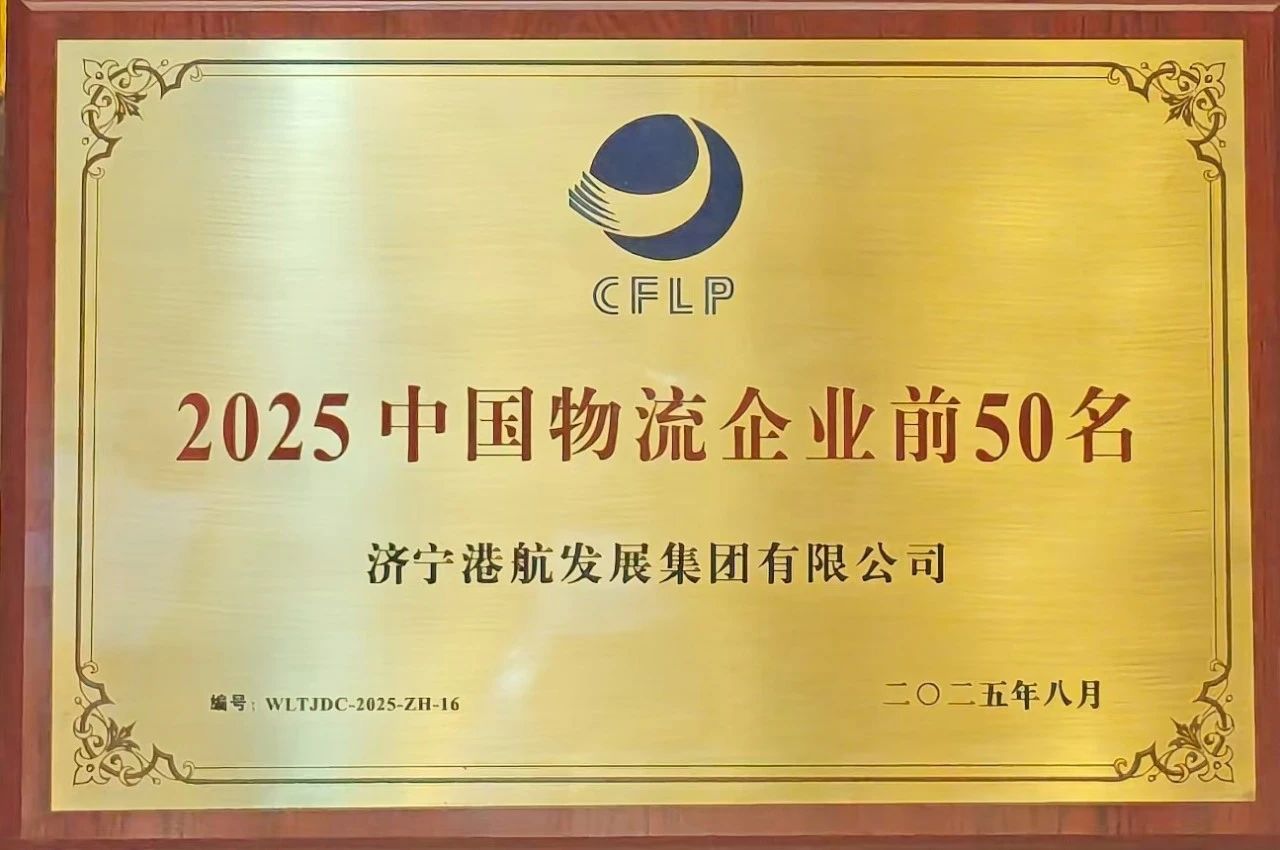 CFLP
2025中国物流企业前50名
济宁港航发展集团有限公司
编号：WLTJDC-2025-ZH-16
二〇二五年八月